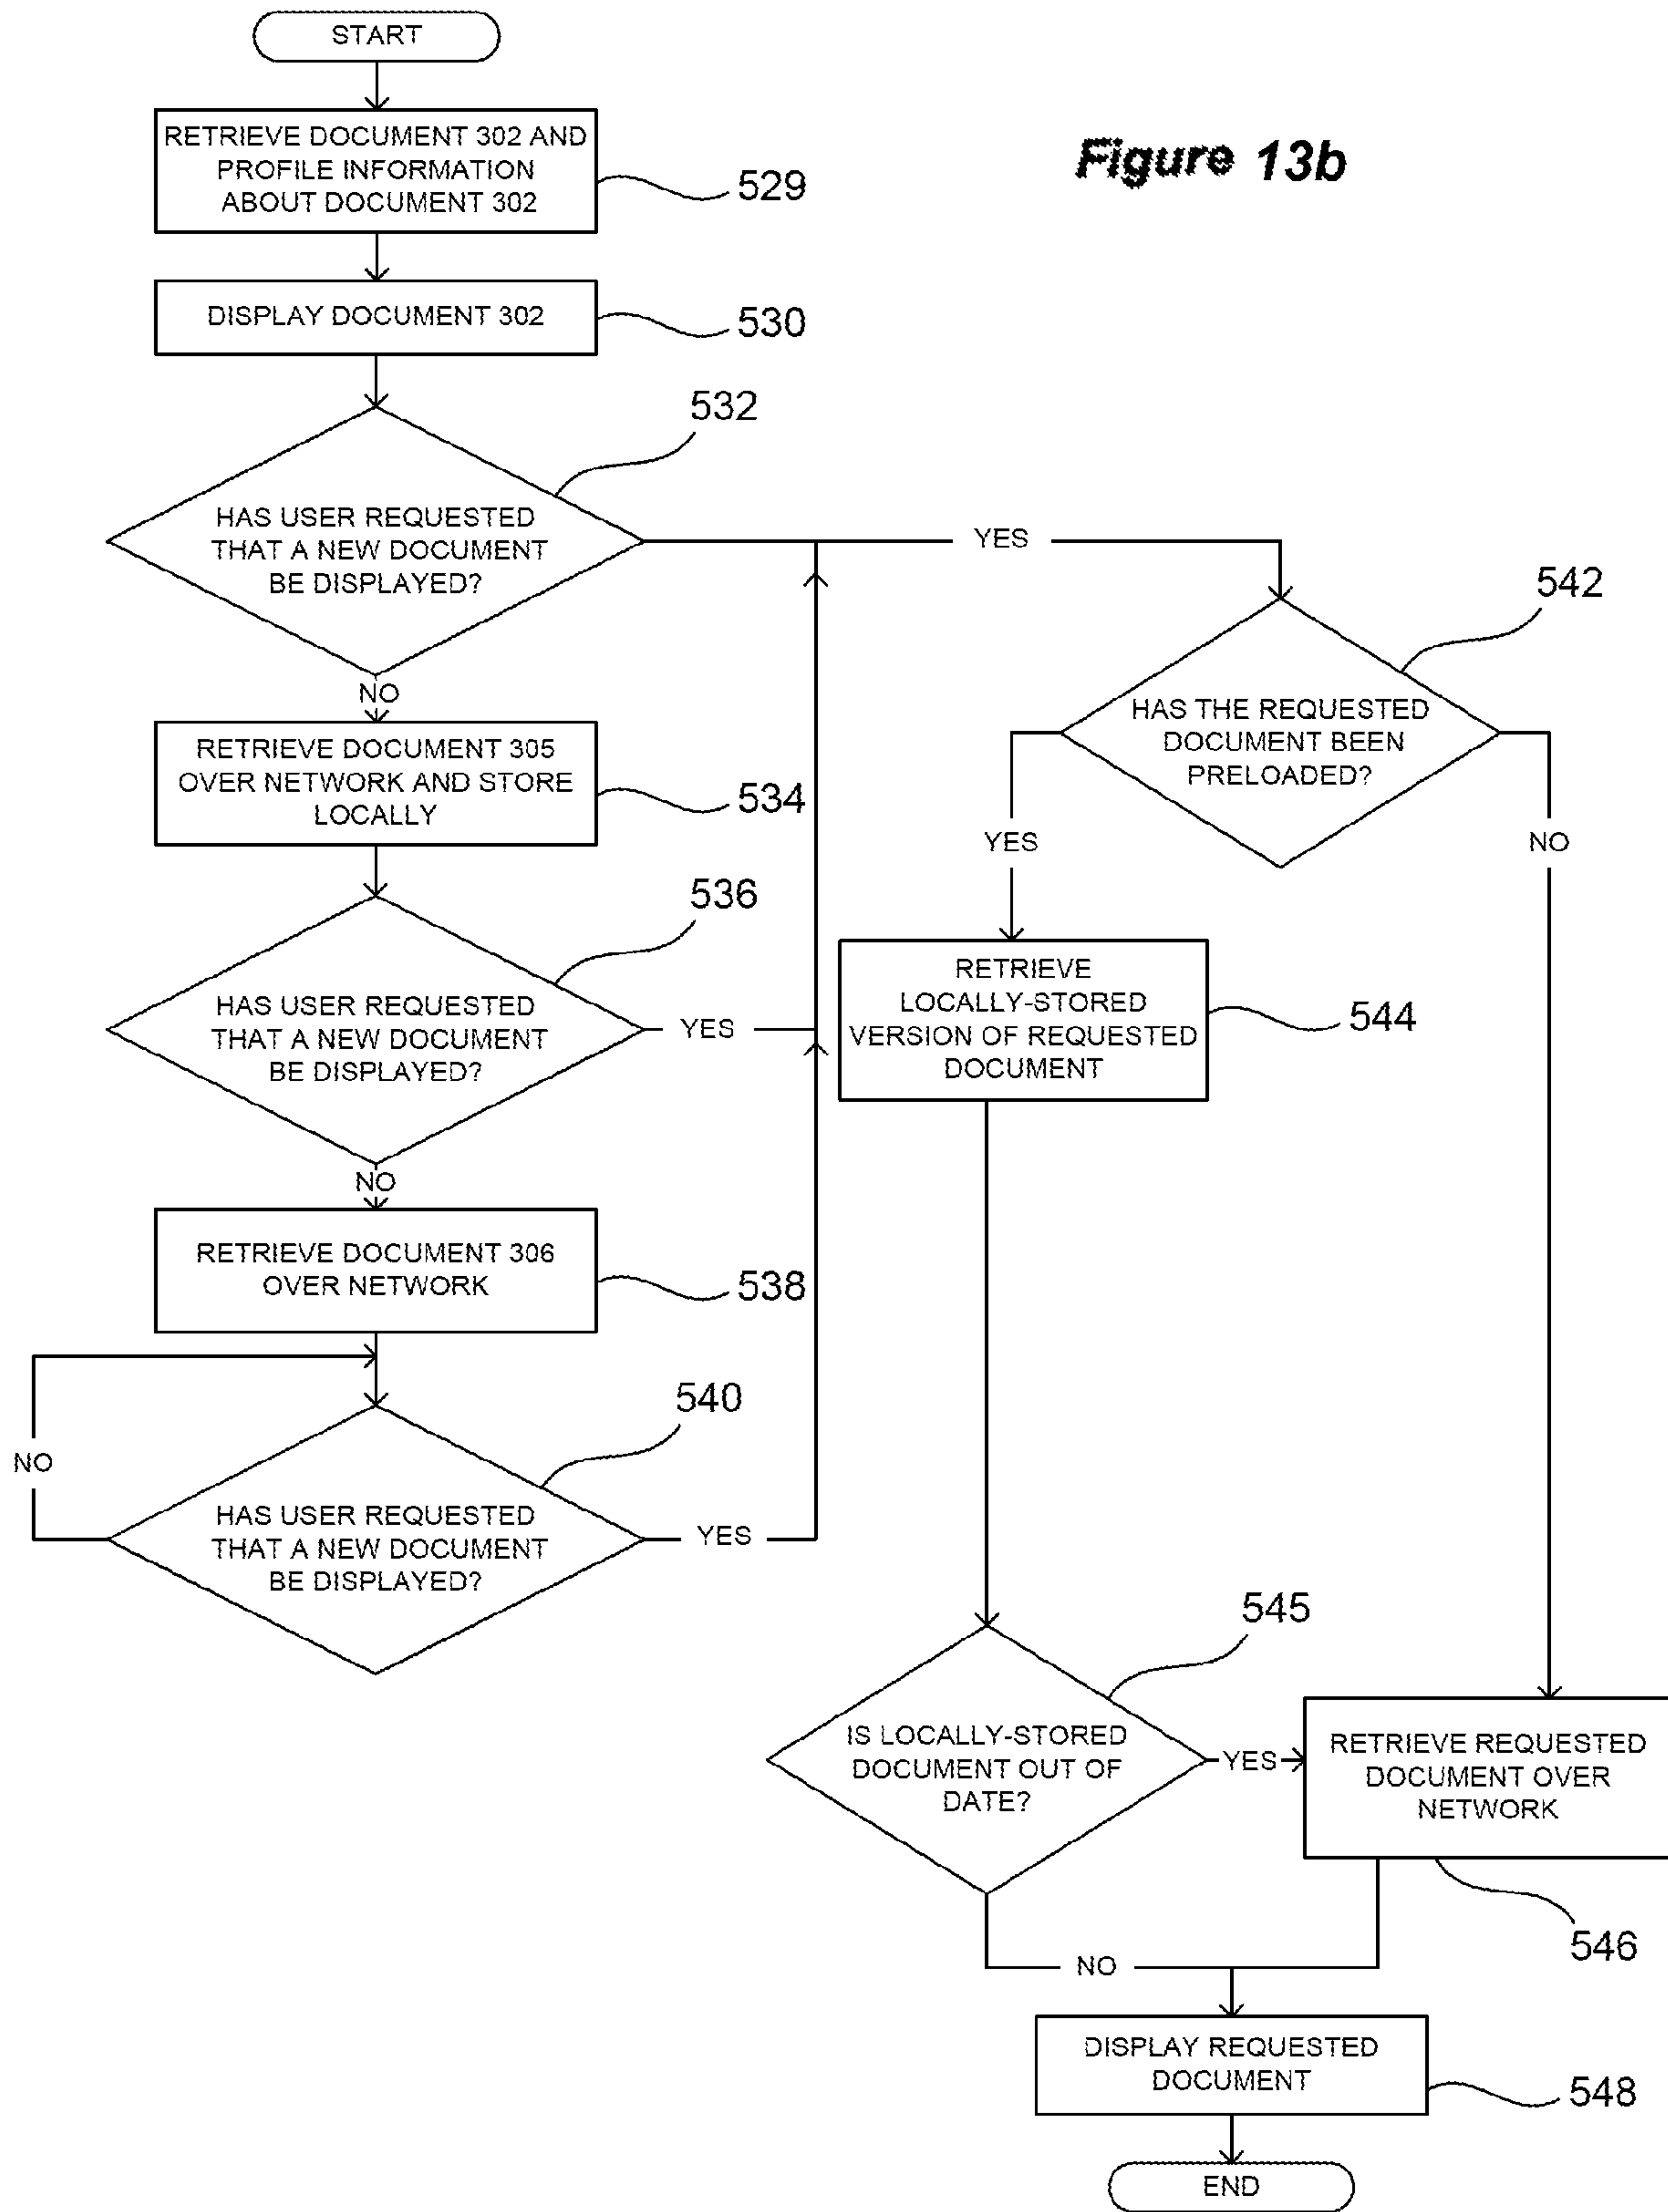 START
Figure 13b
RETRIEVE DOCUMENT 302 AND
PROFILE INFORMATION
ABOUT DOCUMENT 302
529
DISPLAY DOCUMENT 302
530
532
HAS USER REQUESTED
THAT A NEW DOCUMENT
BE DISPLAYED?
YES
NO
542
HAS THE REQUESTED
DOCUMENT BEEN
PRELOADED?
YES
NO
RETRIEVE DOCUMENT 305
OVER NETWORK AND STORE
LOCALLY
534
536
HAS USER REQUESTED
THAT A NEW DOCUMENT
BE DISPLAYED?
YES
NO
RETRIEVE
LOCALLY-STORED
VERSION OF REQUESTED
DOCUMENT
544
RETRIEVE DOCUMENT 306
OVER NETWORK
538
540
NO
HAS USER REQUESTED
THAT A NEW DOCUMENT
BE DISPLAYED?
YES
545
IS LOCALLY-STORED
DOCUMENT OUT OF
DATE?
YES
RETRIEVE REQUESTED
DOCUMENT OVER
NETWORK
546
NO
DISPLAY REQUESTED
DOCUMENT
548
END